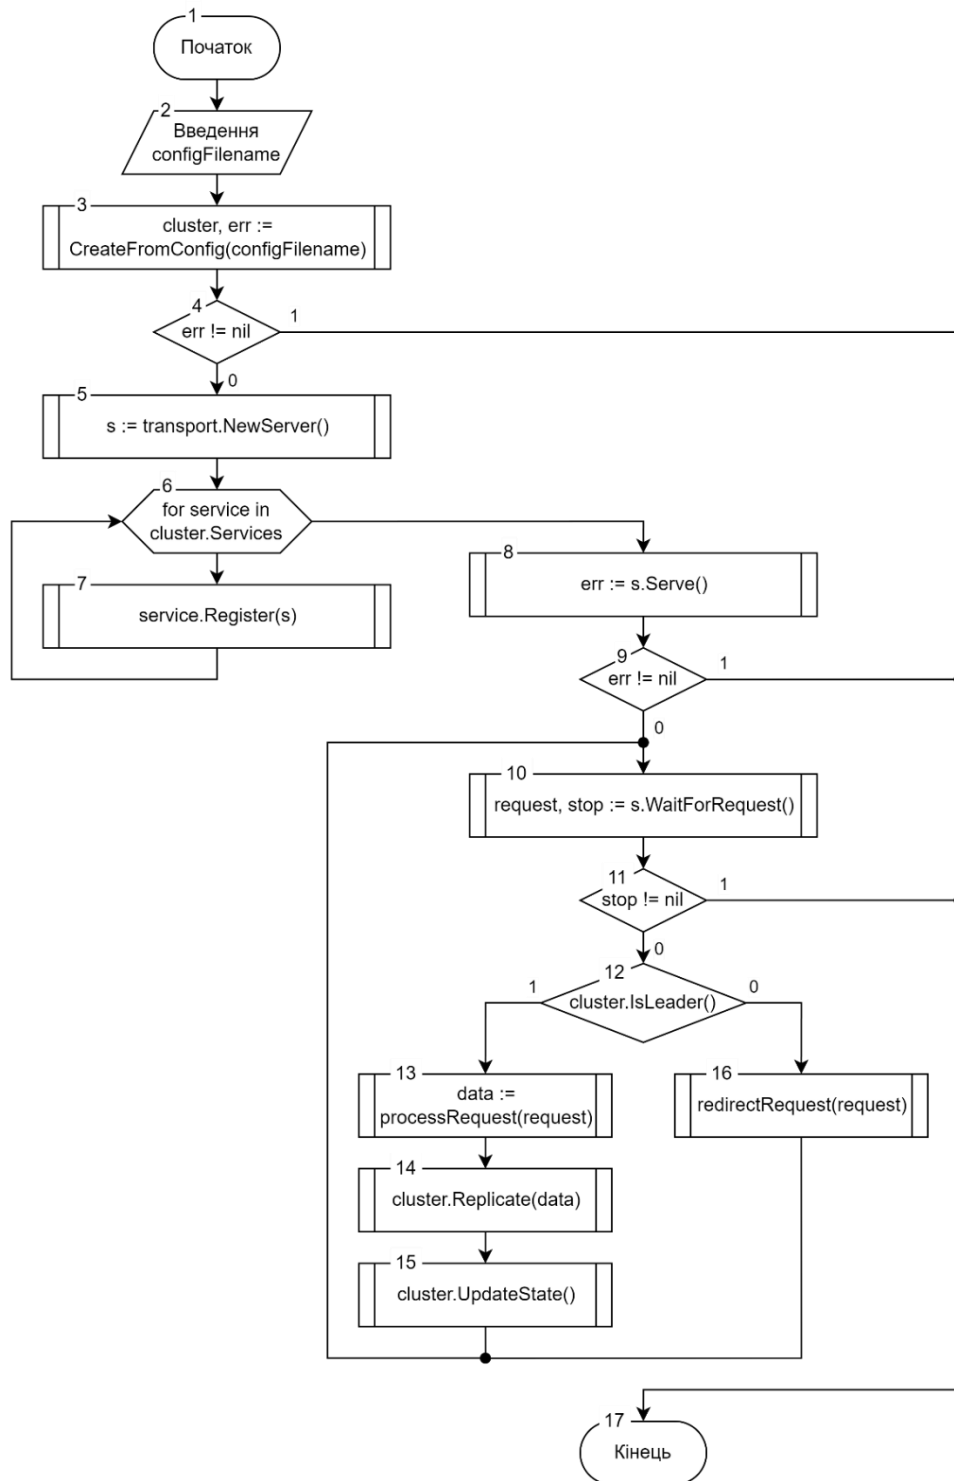 1
Початок
2
Введення
configFilename
3
cluster, err :=
CreateFromConfig(configFilename)
4
err != nil
1
0
5
s := transport.NewServer()
6
for service in
cluster.Services
7
service.Register(s)
8
err := s.Serve()
9
err != nil
1
0
10
request, stop := s.WaitForRequest()
11
stop != nil
1
0
12
cluster.IsLeader()
1
0
13
data :=
processRequest(request)
14
cluster.Replicate(data)
15
cluster.UpdateState()
16
redirectRequest(request)
17
Кінець